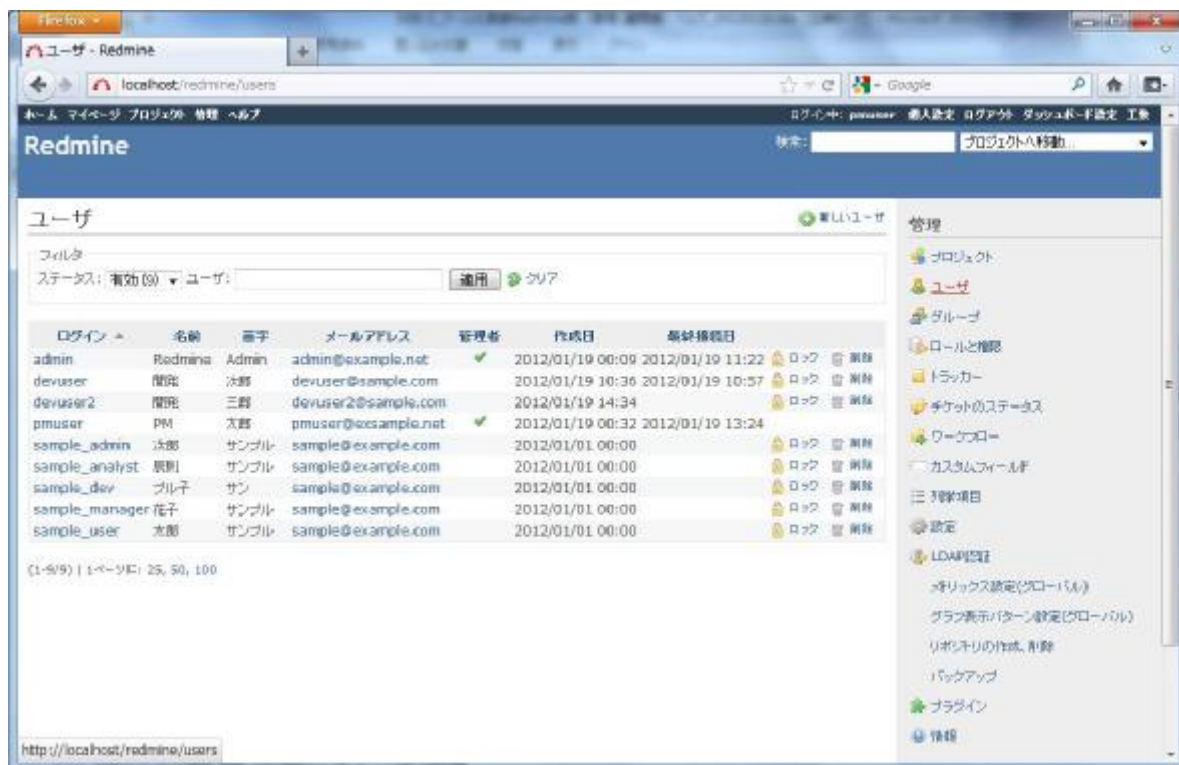 Firefox
ユーザ - Redmine
localhost/redmine/users
Google
ホーム マイページ プロジェクト 管理 ヘルプ
ログイン中: pmuser 個人設定 ログアウト ダッシュボード設定 工数
Redmine
検索:
プロジェクトへ移動...
ユーザ
新しいユーザ
フィルタ
ステータス: 有効 (9) ユーザ: 適用 クリア
ログイン 名前 苗字 メールアドレス 管理者 作成日 最終接続日
admin Redmine Admin admin@example.net 2012/01/19 00:09 2012/01/19 11:22 ロック 削除
devuser 開発 次郎 devuser@sample.com 2012/01/19 10:36 2012/01/19 10:57 ロック 削除
devuser2 開発 三郎 devuser2@sample.com 2012/01/19 14:34 ロック 削除
pmuser PM 太郎 pmuser@excsample.net 2012/01/19 00:32 2012/01/19 13:24
sample_admin 次郎 サンプル sample@example.com 2012/01/01 00:00 ロック 削除
sample_analyst サンプル sample@example.com 2012/01/01 00:00 ロック 削除
sample_dev プル子 サン sample@example.com 2012/01/01 00:00 ロック 削除
sample_manager 花子 サンプル sample@example.com 2012/01/01 00:00 ロック 削除
sample_user 太郎 サンプル sample@example.com 2012/01/01 00:00 ロック 削除
(1-9/9) | 1ページに: 25, 50, 100
管理
プロジェクト
ユーザ
グループ
ロールと権限
トラッカー
チケットのステータス
ワークフロー
カスタムフィールド
列挙項目
設定
LDAP認証
メトリックス設定(グローバル)
グラフ表示パターン設定(グローバル)
リポジトリの作成、削除
バックアップ
プラグイン
情報
http://localhost/redmine/users